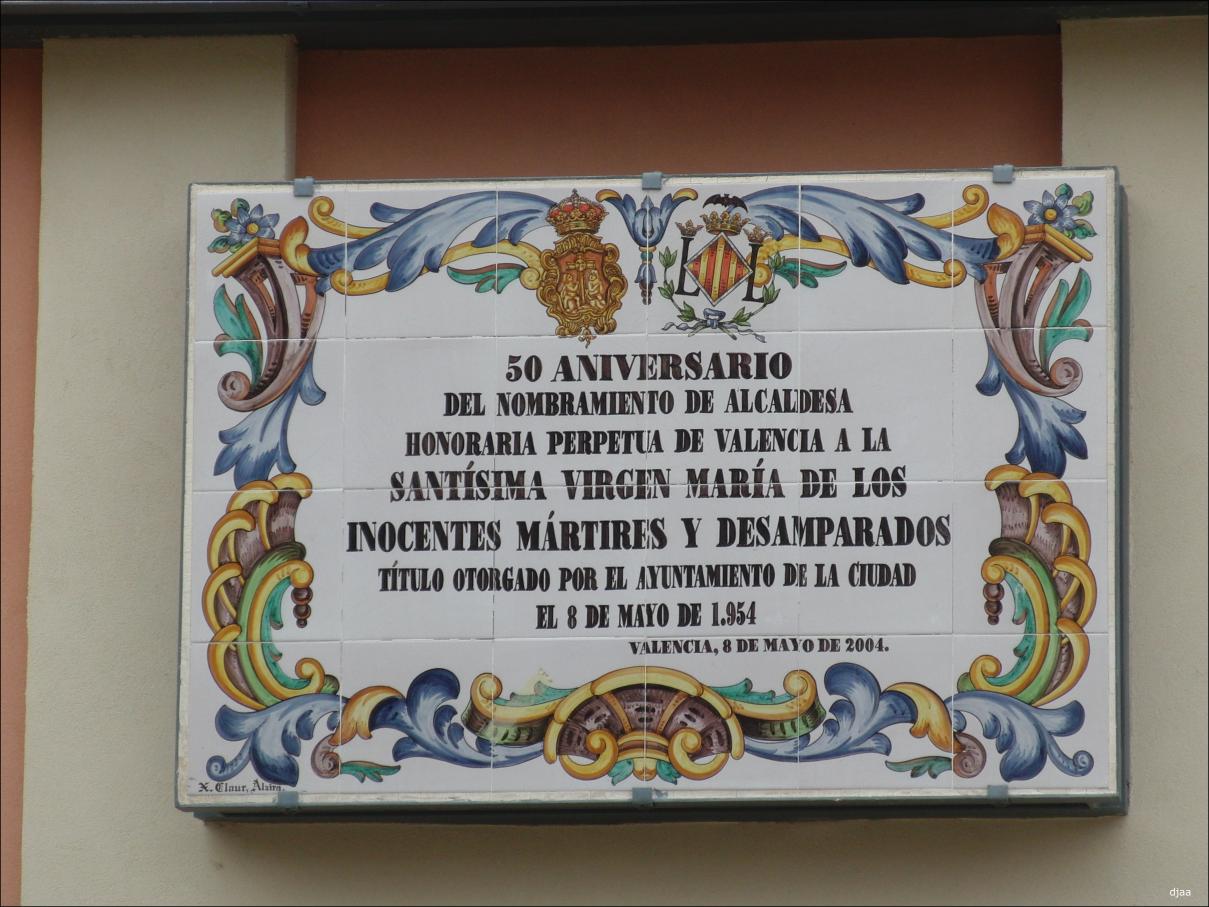 L L
50 ANIVERSARIO
DEL NOMBRAMIENTO DE ALCALDESA
HONORARIA PERPETUA DE VALENCIA A LA
SANTÍSIMA VIRGEN MARÍA DE LOS
INOCENTES MÁRTIRES Y DESAMPARADOS
TÍTULO OTORGADO POR EL AYUNTAMIENTO DE LA CIUDAD
EL 8 DE MAYO DE 1.954
VALENCIA, 8 DE MAYO DE 2004.
X. Claur, Alzira.
djaa